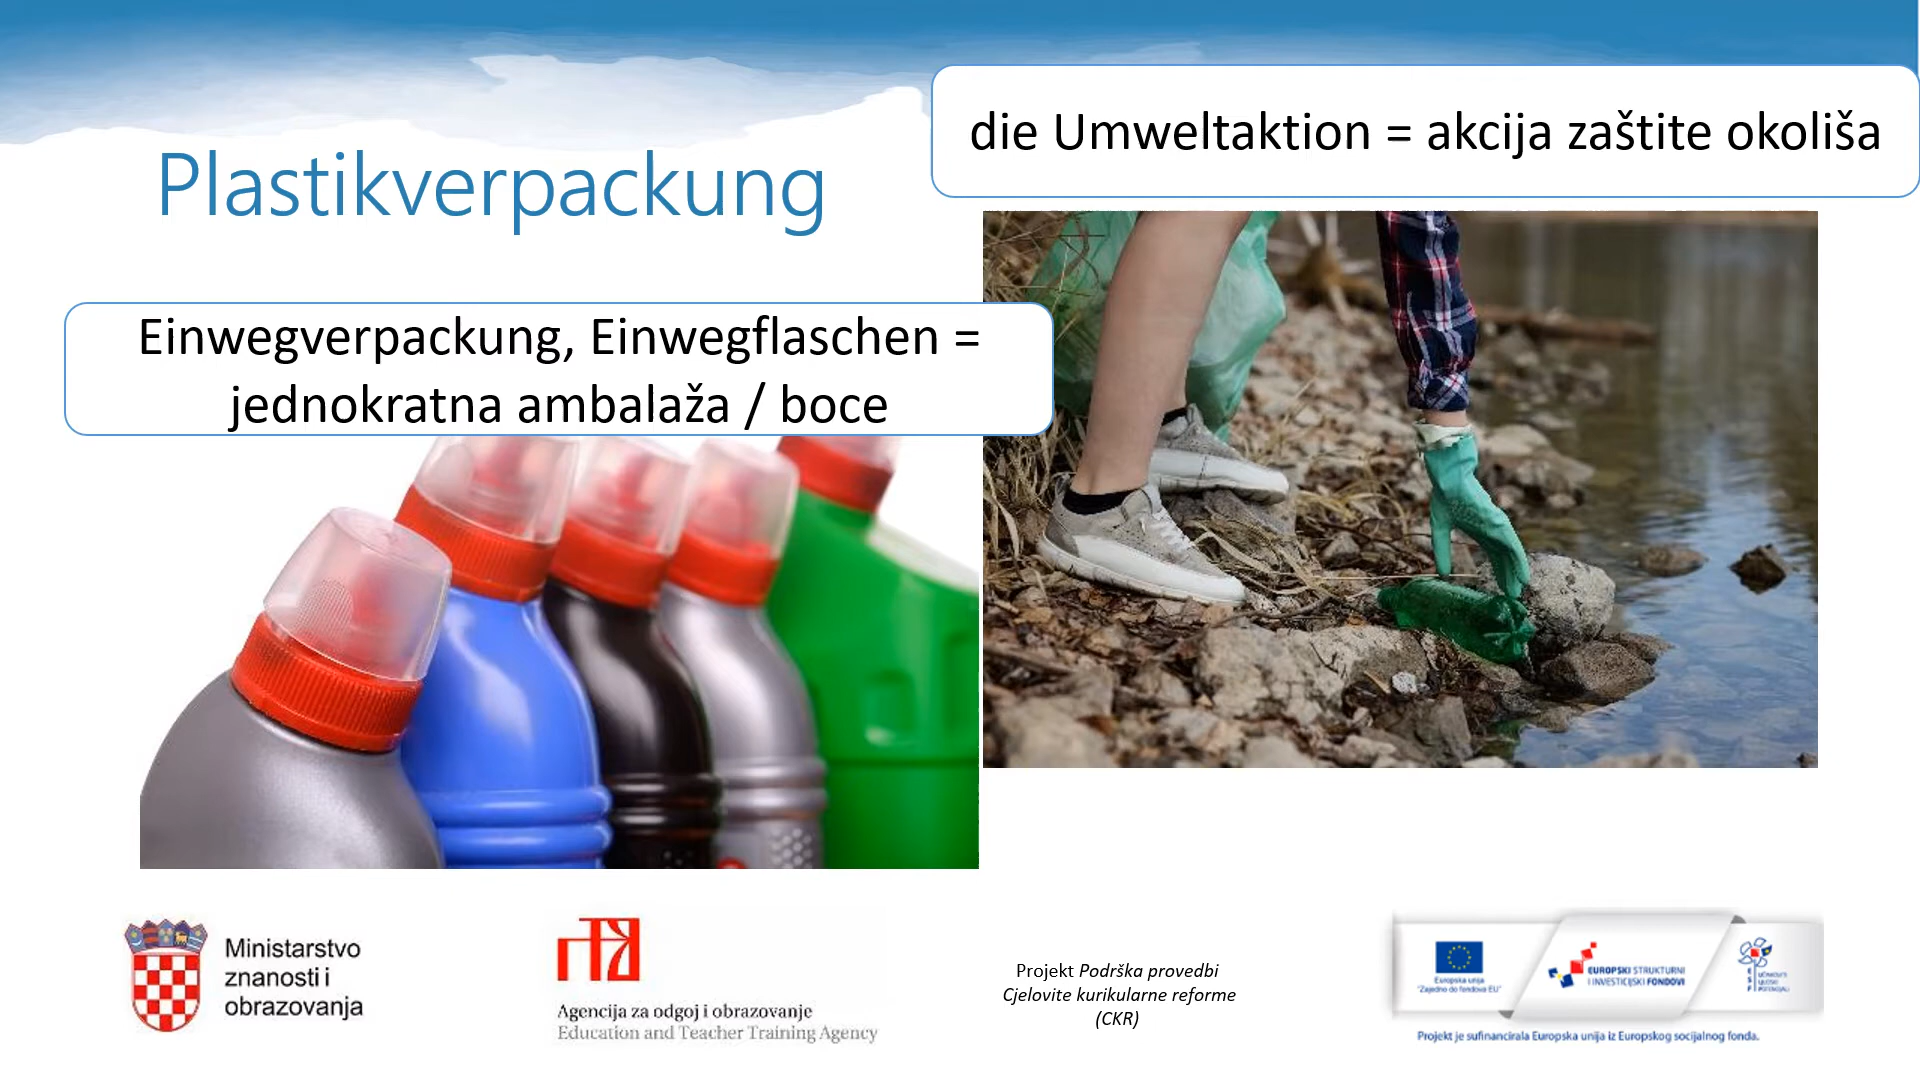 die Umweltaktion = akcija zaštite okoliša
Plastikverpackung
Einwegverpackung, Einwegflaschen =
jednokratna ambalaža / boce
Ministarstvo
znanosti i
obrazovanja
Agencija za odgoj i obrazovanje
Education and Teacher Training Agency
Projekt Podrška provedbi
Cjelovite kurikularne reforme
(CKR)
Europska unija
"Zajedno do fondova EU"
EUROPSKI STRUKTURNI
I INVESTICIJSKI FONDOVI
Projekt je sufinancirala Europska unija iz Europskog socijalnog fonda.